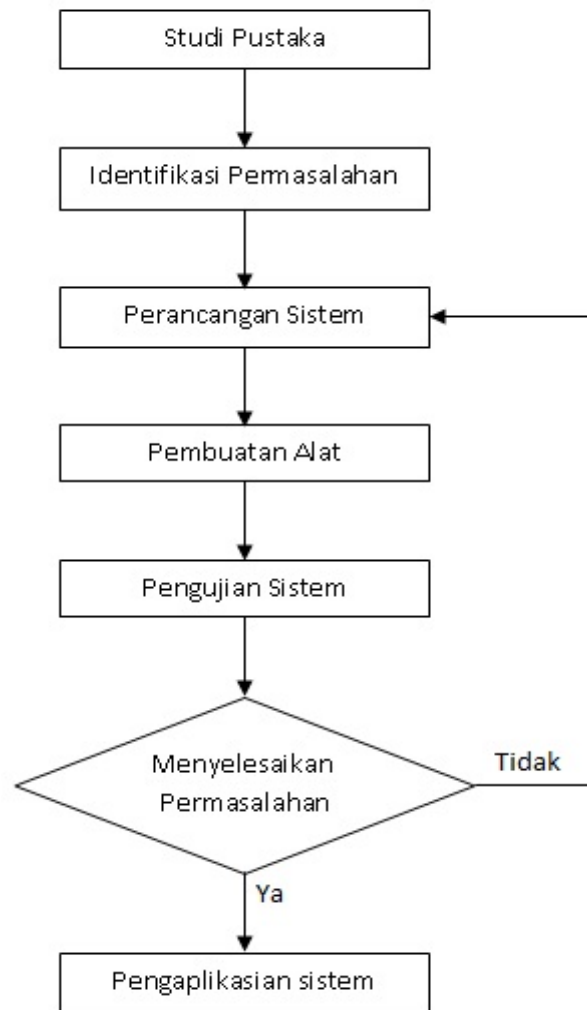 Studi Pustaka
Identifikasi Permasalahan
Perancangan Sistem
Pembuatan Alat
Pengujian Sistem
Menyelesaikan
Permasalahan
Tidak
Ya
Pengaplikasian sistem